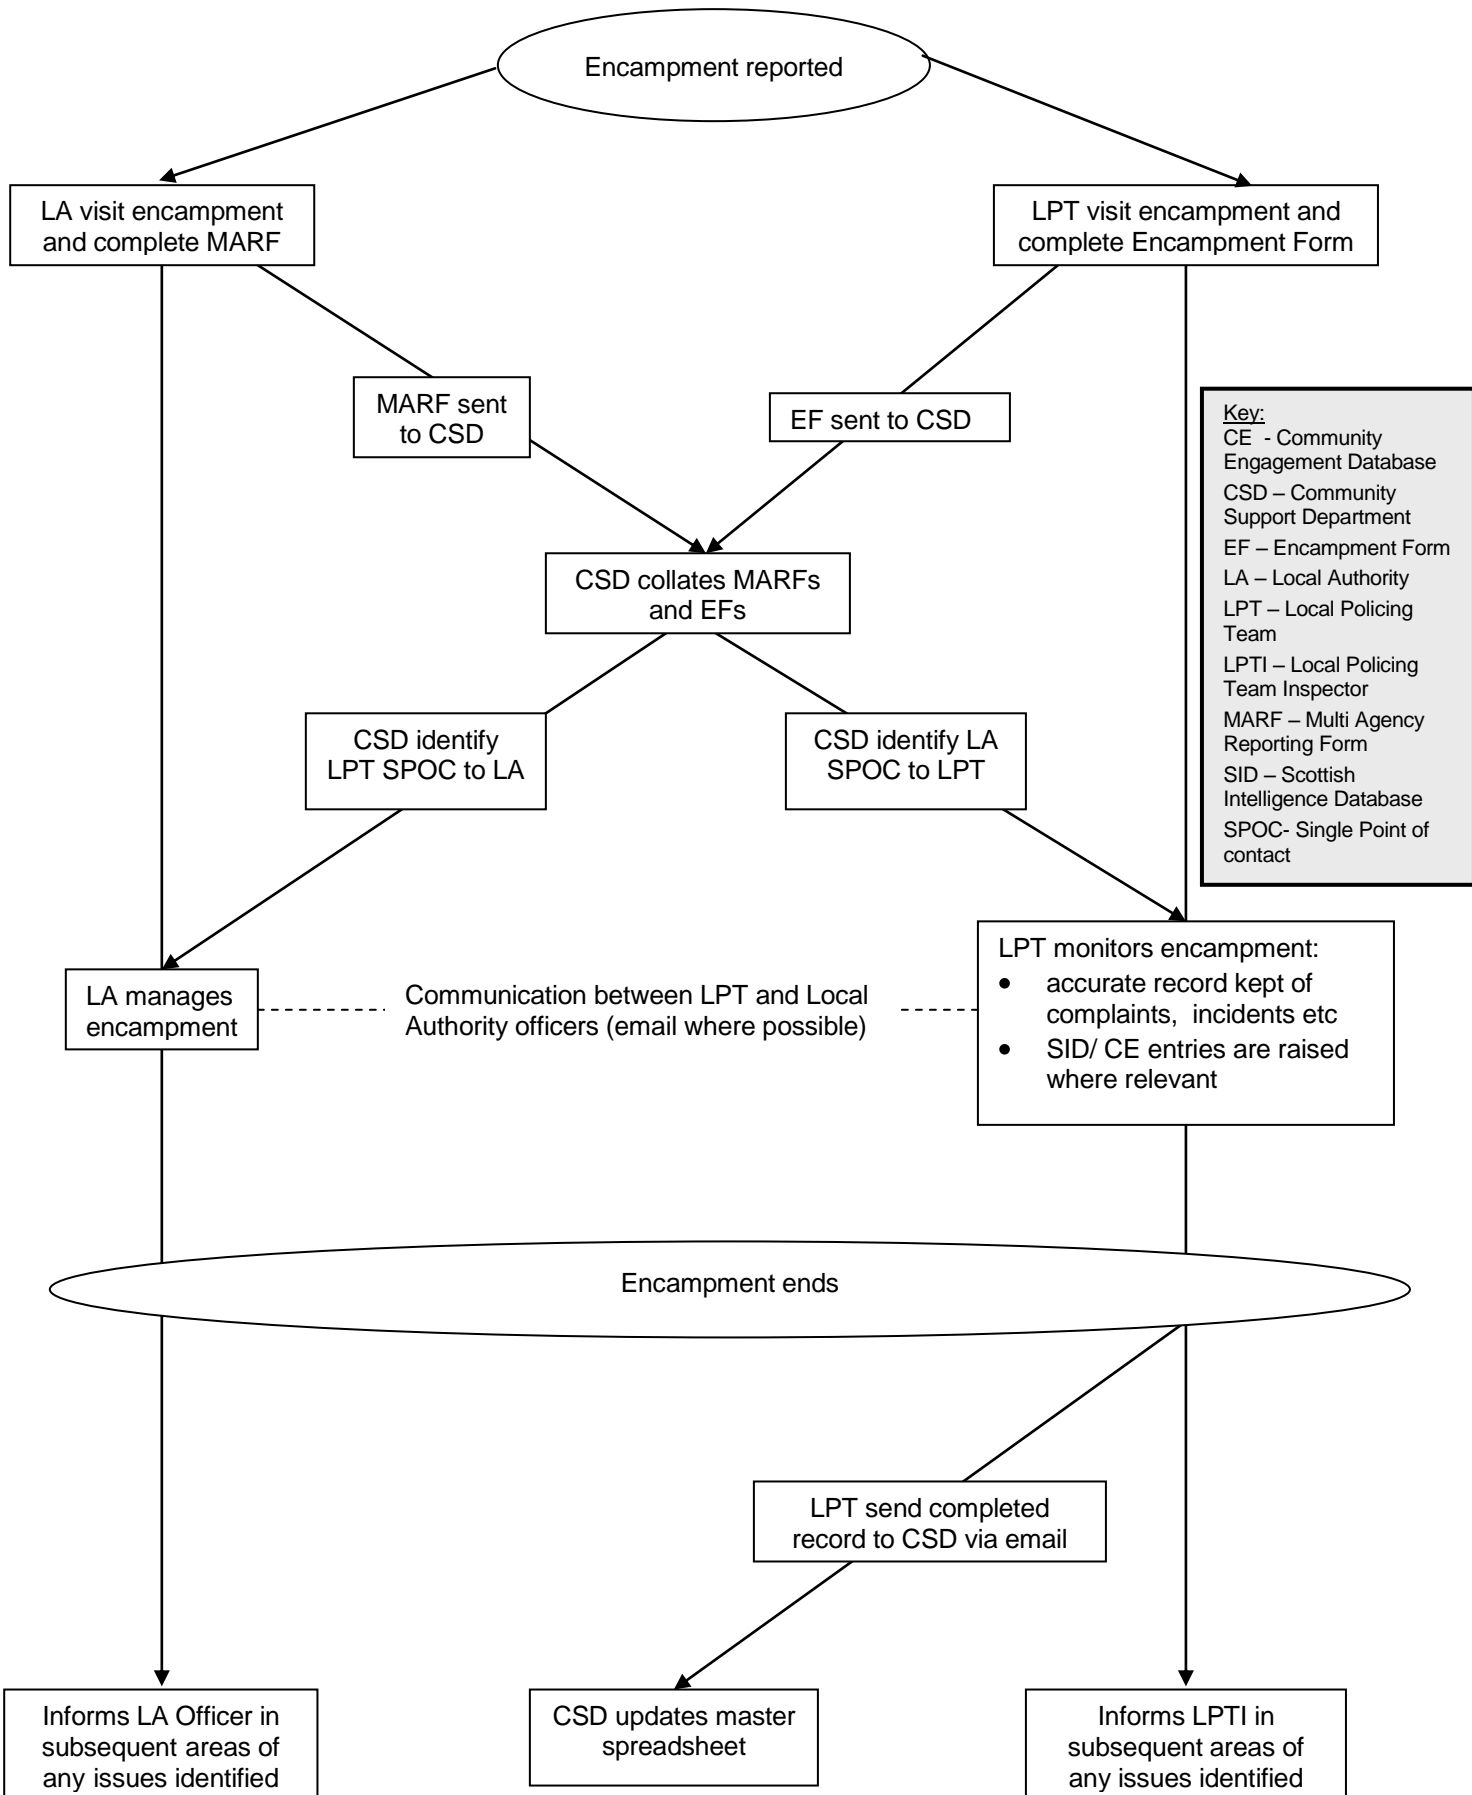 Encampment reported
LA visit encampment
and complete MARF
LPT visit encampment and
complete Encampment Form
MARF sent
to CSD
EF sent to CSD
Key:
CE - Community
Engagement Database
CSD – Community
Support Department
EF – Encampment Form
LA – Local Authority
LPT – Local Policing
Team
LPTI – Local Policing
Team Inspector
MARF – Multi Agency
Reporting Form
SID – Scottish
Intelligence Database
SPOC- Single Point of
contact
CSD collates MARFs
and EFs
CSD identify
LPT SPOC to LA
CSD identify LA
SPOC to LPT
LA manages
encampment
Communication between LPT and Local
Authority officers (email where possible)
LPT monitors encampment:
• accurate record kept of
complaints, incidents etc
• SID/ CE entries are raised
where relevant
Encampment ends
LPT send completed
record to CSD via email
Informs LA Officer in
subsequent areas of
any issues identified
CSD updates master
spreadsheet
Informs LPTI in
subsequent areas of
any issues identified